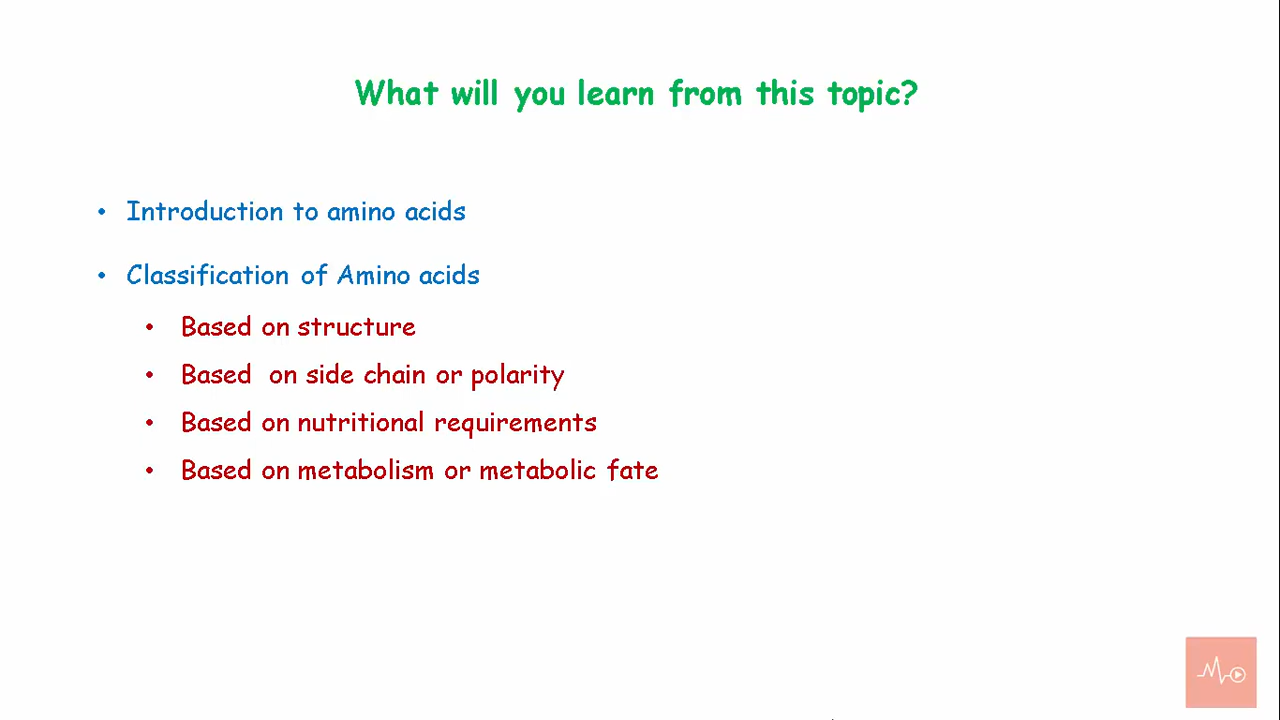 What will you learn from this topic?
• Introduction to amino acids
• Classification of Amino acids
• Based on structure
• Based on side chain or polarity
• Based on nutritional requirements
• Based on metabolism or metabolic fate